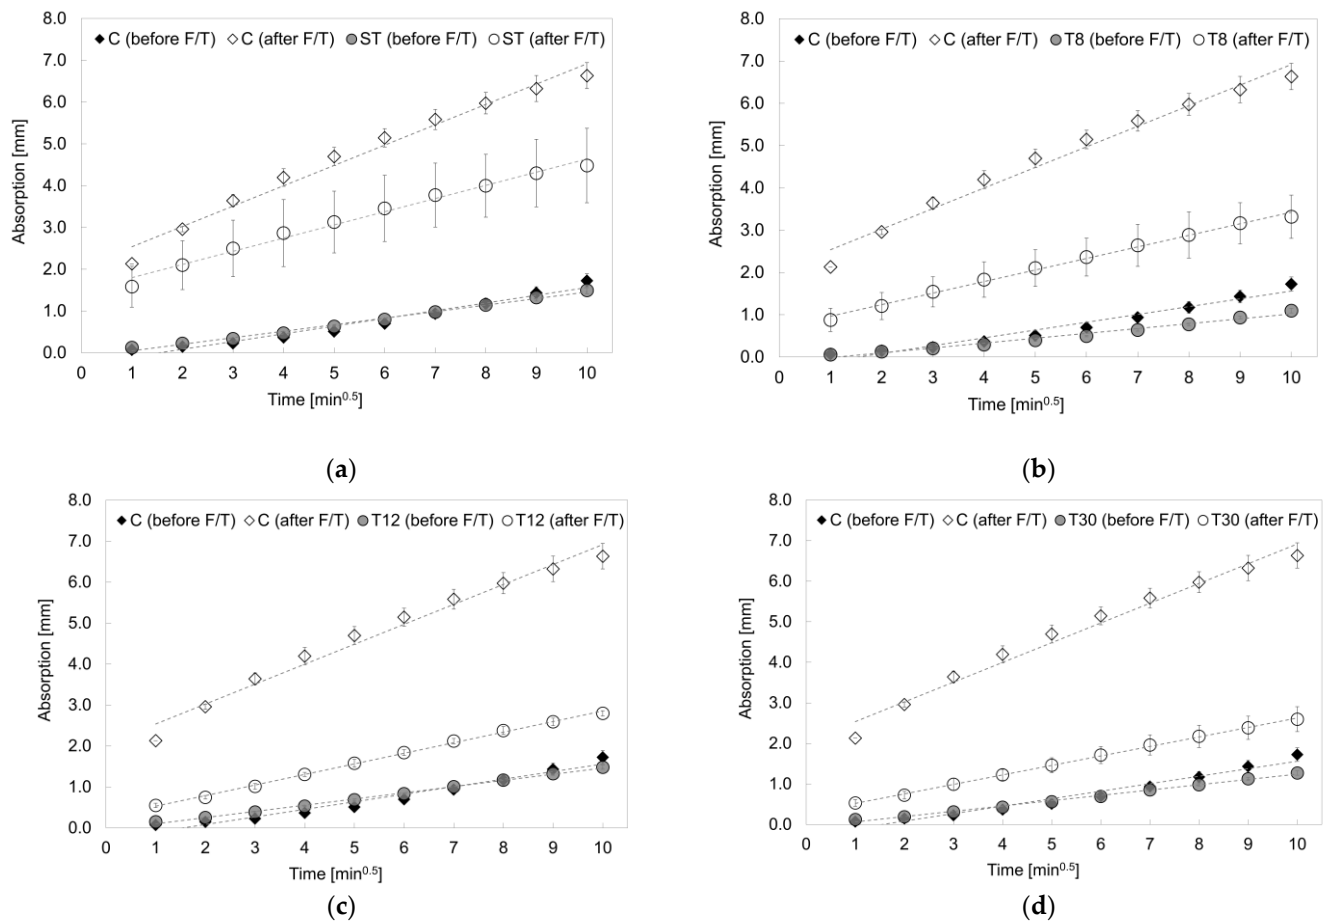 8.0
◆ C (before F/T) ◇ C (after F/T) ● ST (before F/T) ○ ST (after F/T)
7.0
6.0
5.0
4.0
3.0
2.0
1.0
0.0
Absorption [mm]
0 1 2 3 4 5 6 7 8 9 10
Time [min0.5]
(a)
8.0
◆ C (before F/T) ◇ C (after F/T) ● T8 (before F/T) ○ T8 (after F/T)
7.0
6.0
5.0
4.0
3.0
2.0
1.0
0.0
Absorption [mm]
0 1 2 3 4 5 6 7 8 9 10
Time [min0.5]
(b)
8.0
◆ C (before F/T) ◇ C (after F/T) ● T12 (before F/T) ○ T12 (after F/T)
7.0
6.0
5.0
4.0
3.0
2.0
1.0
0.0
Absorption [mm]
0 1 2 3 4 5 6 7 8 9 10
Time [min0.5]
(c)
8.0
◆ C (before F/T) ◇ C (after F/T) ● T30 (before F/T) ○ T30 (after F/T)
7.0
6.0
5.0
4.0
3.0
2.0
1.0
0.0
Absorption [mm]
0 1 2 3 4 5 6 7 8 9 10
Time [min0.5]
(d)